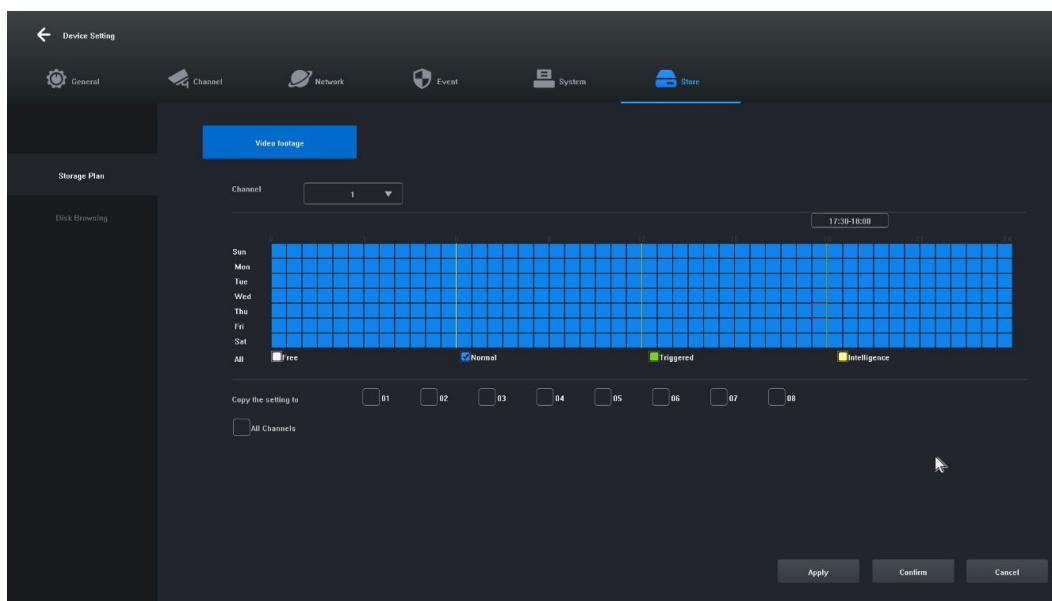 Device Setting
General Channel Network Event System Store
Video footage
Storage Plan
Disk Browsing
Channel 1
17:30-18:00
Sun
Mon
Tue
Wed
Thu
Fri
Sat
All Free Normal Triggered Intelligence
Copy the setting to 01 02 03 04 05 06 07 08
All Channels
Apply Confirm Cancel